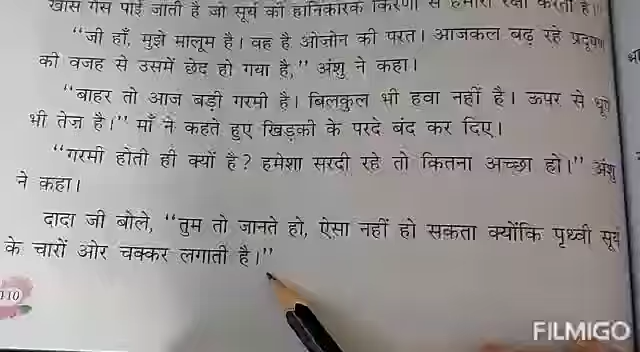 खास गैस पाई जाती है जो सूर्य की हानिकारक किरणों से हमारी रक्षा करती है।
"जी हाँ, मुझे मालूम है। वह है ओजोन की परत। आजकल बढ़ रहे प्रदूषण
की वजह से उसमें छेद हो गया है," अंशु ने कहा।
"बाहर तो आज बड़ी गरमी है। बिलकुल भी हवा नहीं है। ऊपर से धूप
भी तेज़ है।" माँ ने कहते हुए खिड़की के परदे बंद कर दिए।
"गरमी होती ही क्यों है? हमेशा सरदी रहे तो कितना अच्छा हो।" अंशु
ने कहा।
दादा जी बोले, "तुम तो जानते हो, ऐसा नहीं हो सकता क्योंकि पृथ्वी सूर्य
के चारों ओर चक्कर लगाती है।"
110
FILMIGO